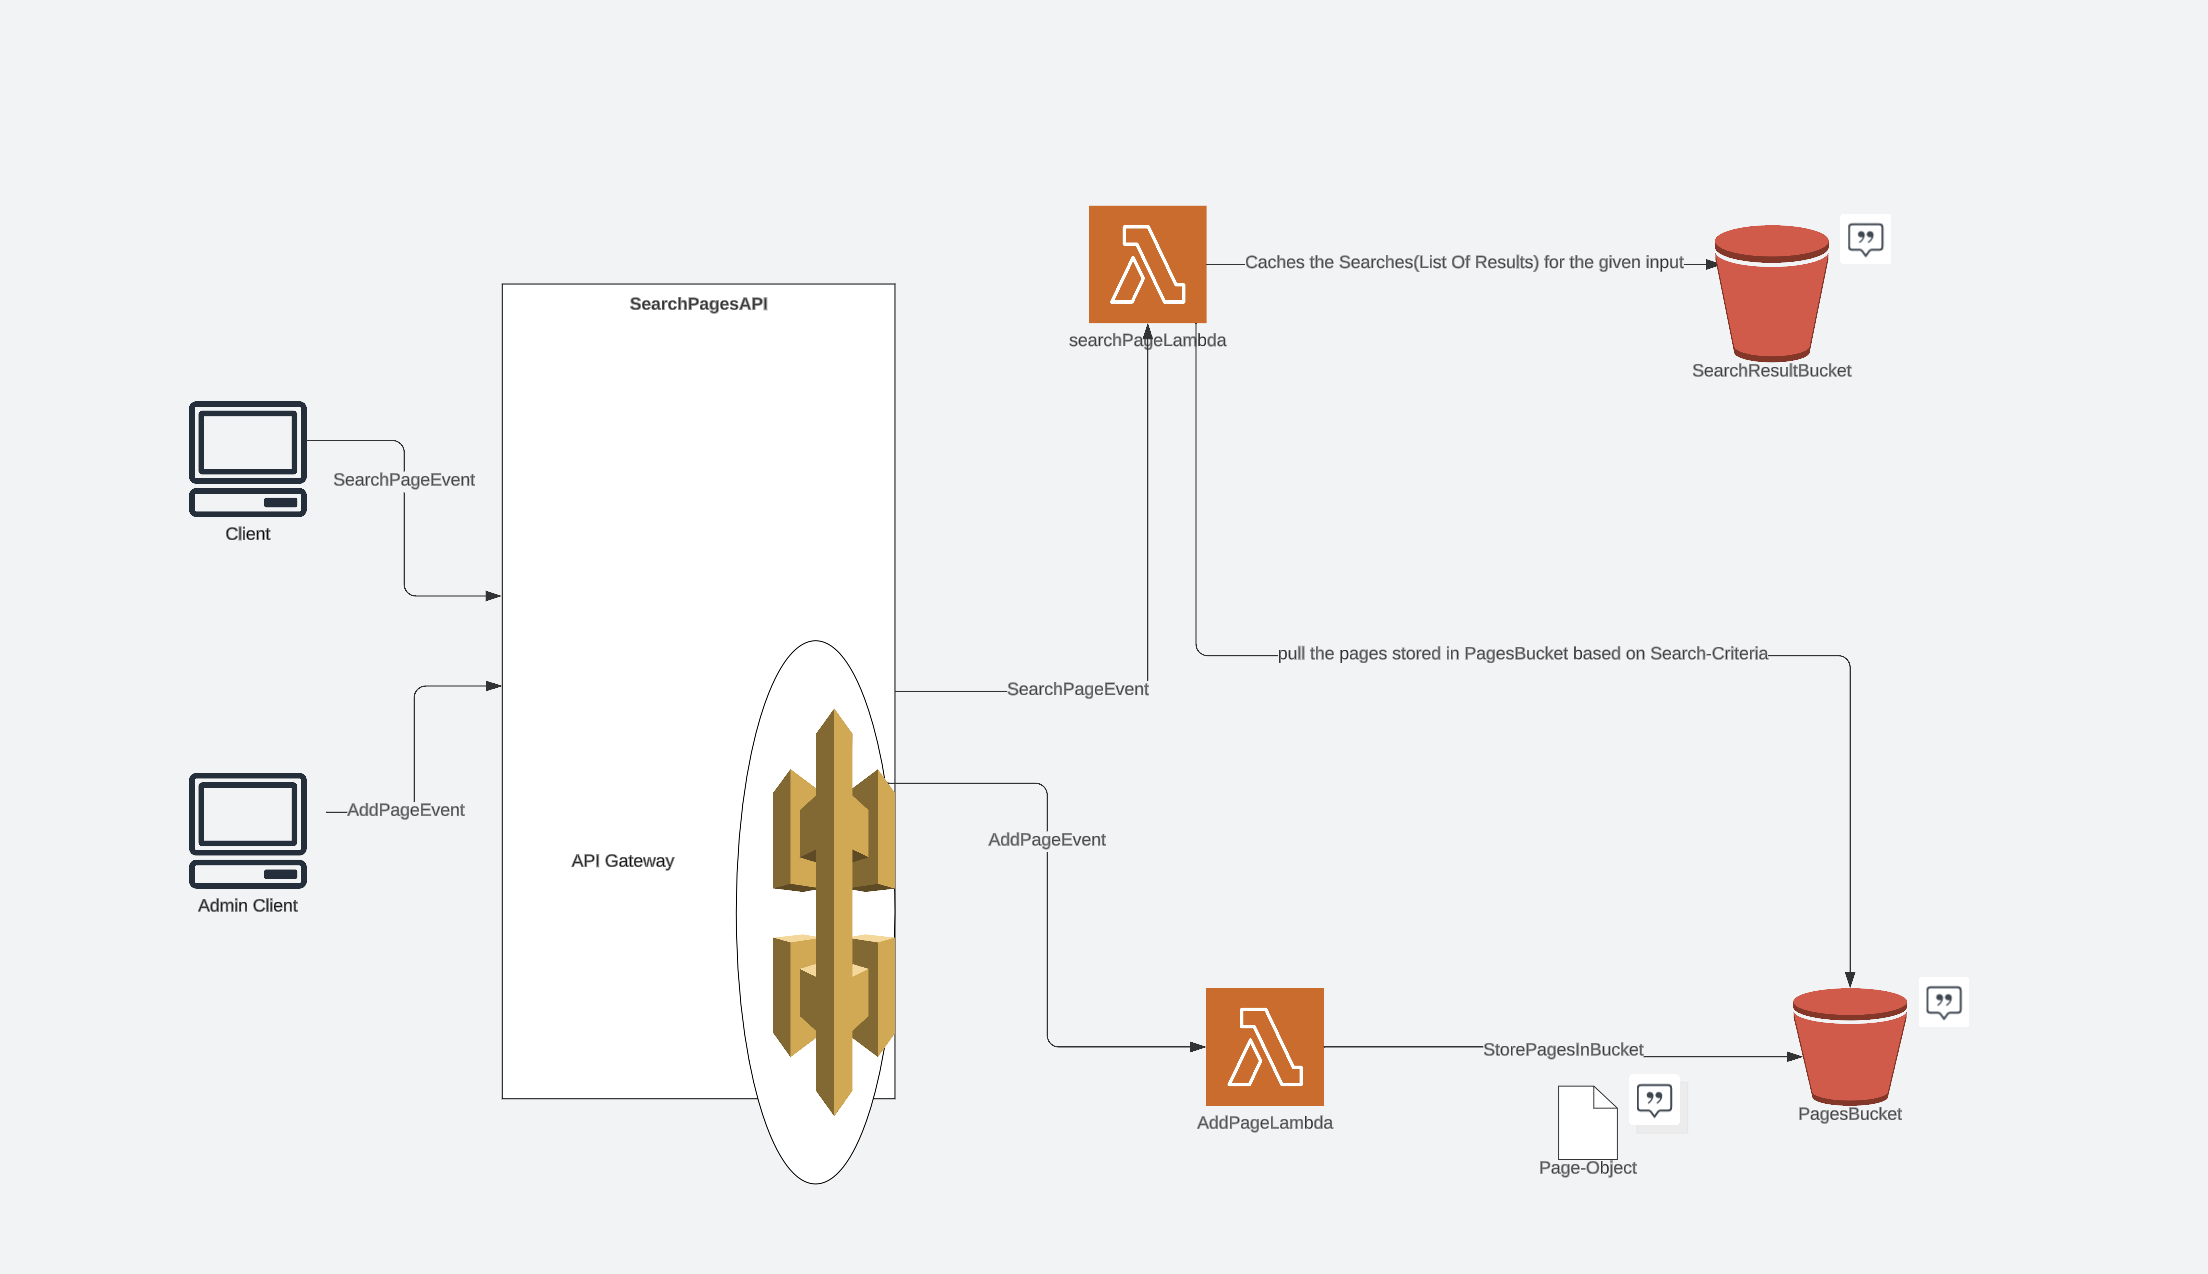 SearchPagesAPI
Caches the Searches(List Of Results) for the given input
searchPageLambda
SearchResultBucket
SearchPageEvent
Client
pull the pages stored in PagesBucket based on Search-Criteria
SearchPageEvent
AddPageEvent
AddPageEvent
API Gateway
Admin Client
StorePagesInBucket
PagesBucket
AddPageLambda
Page-Object